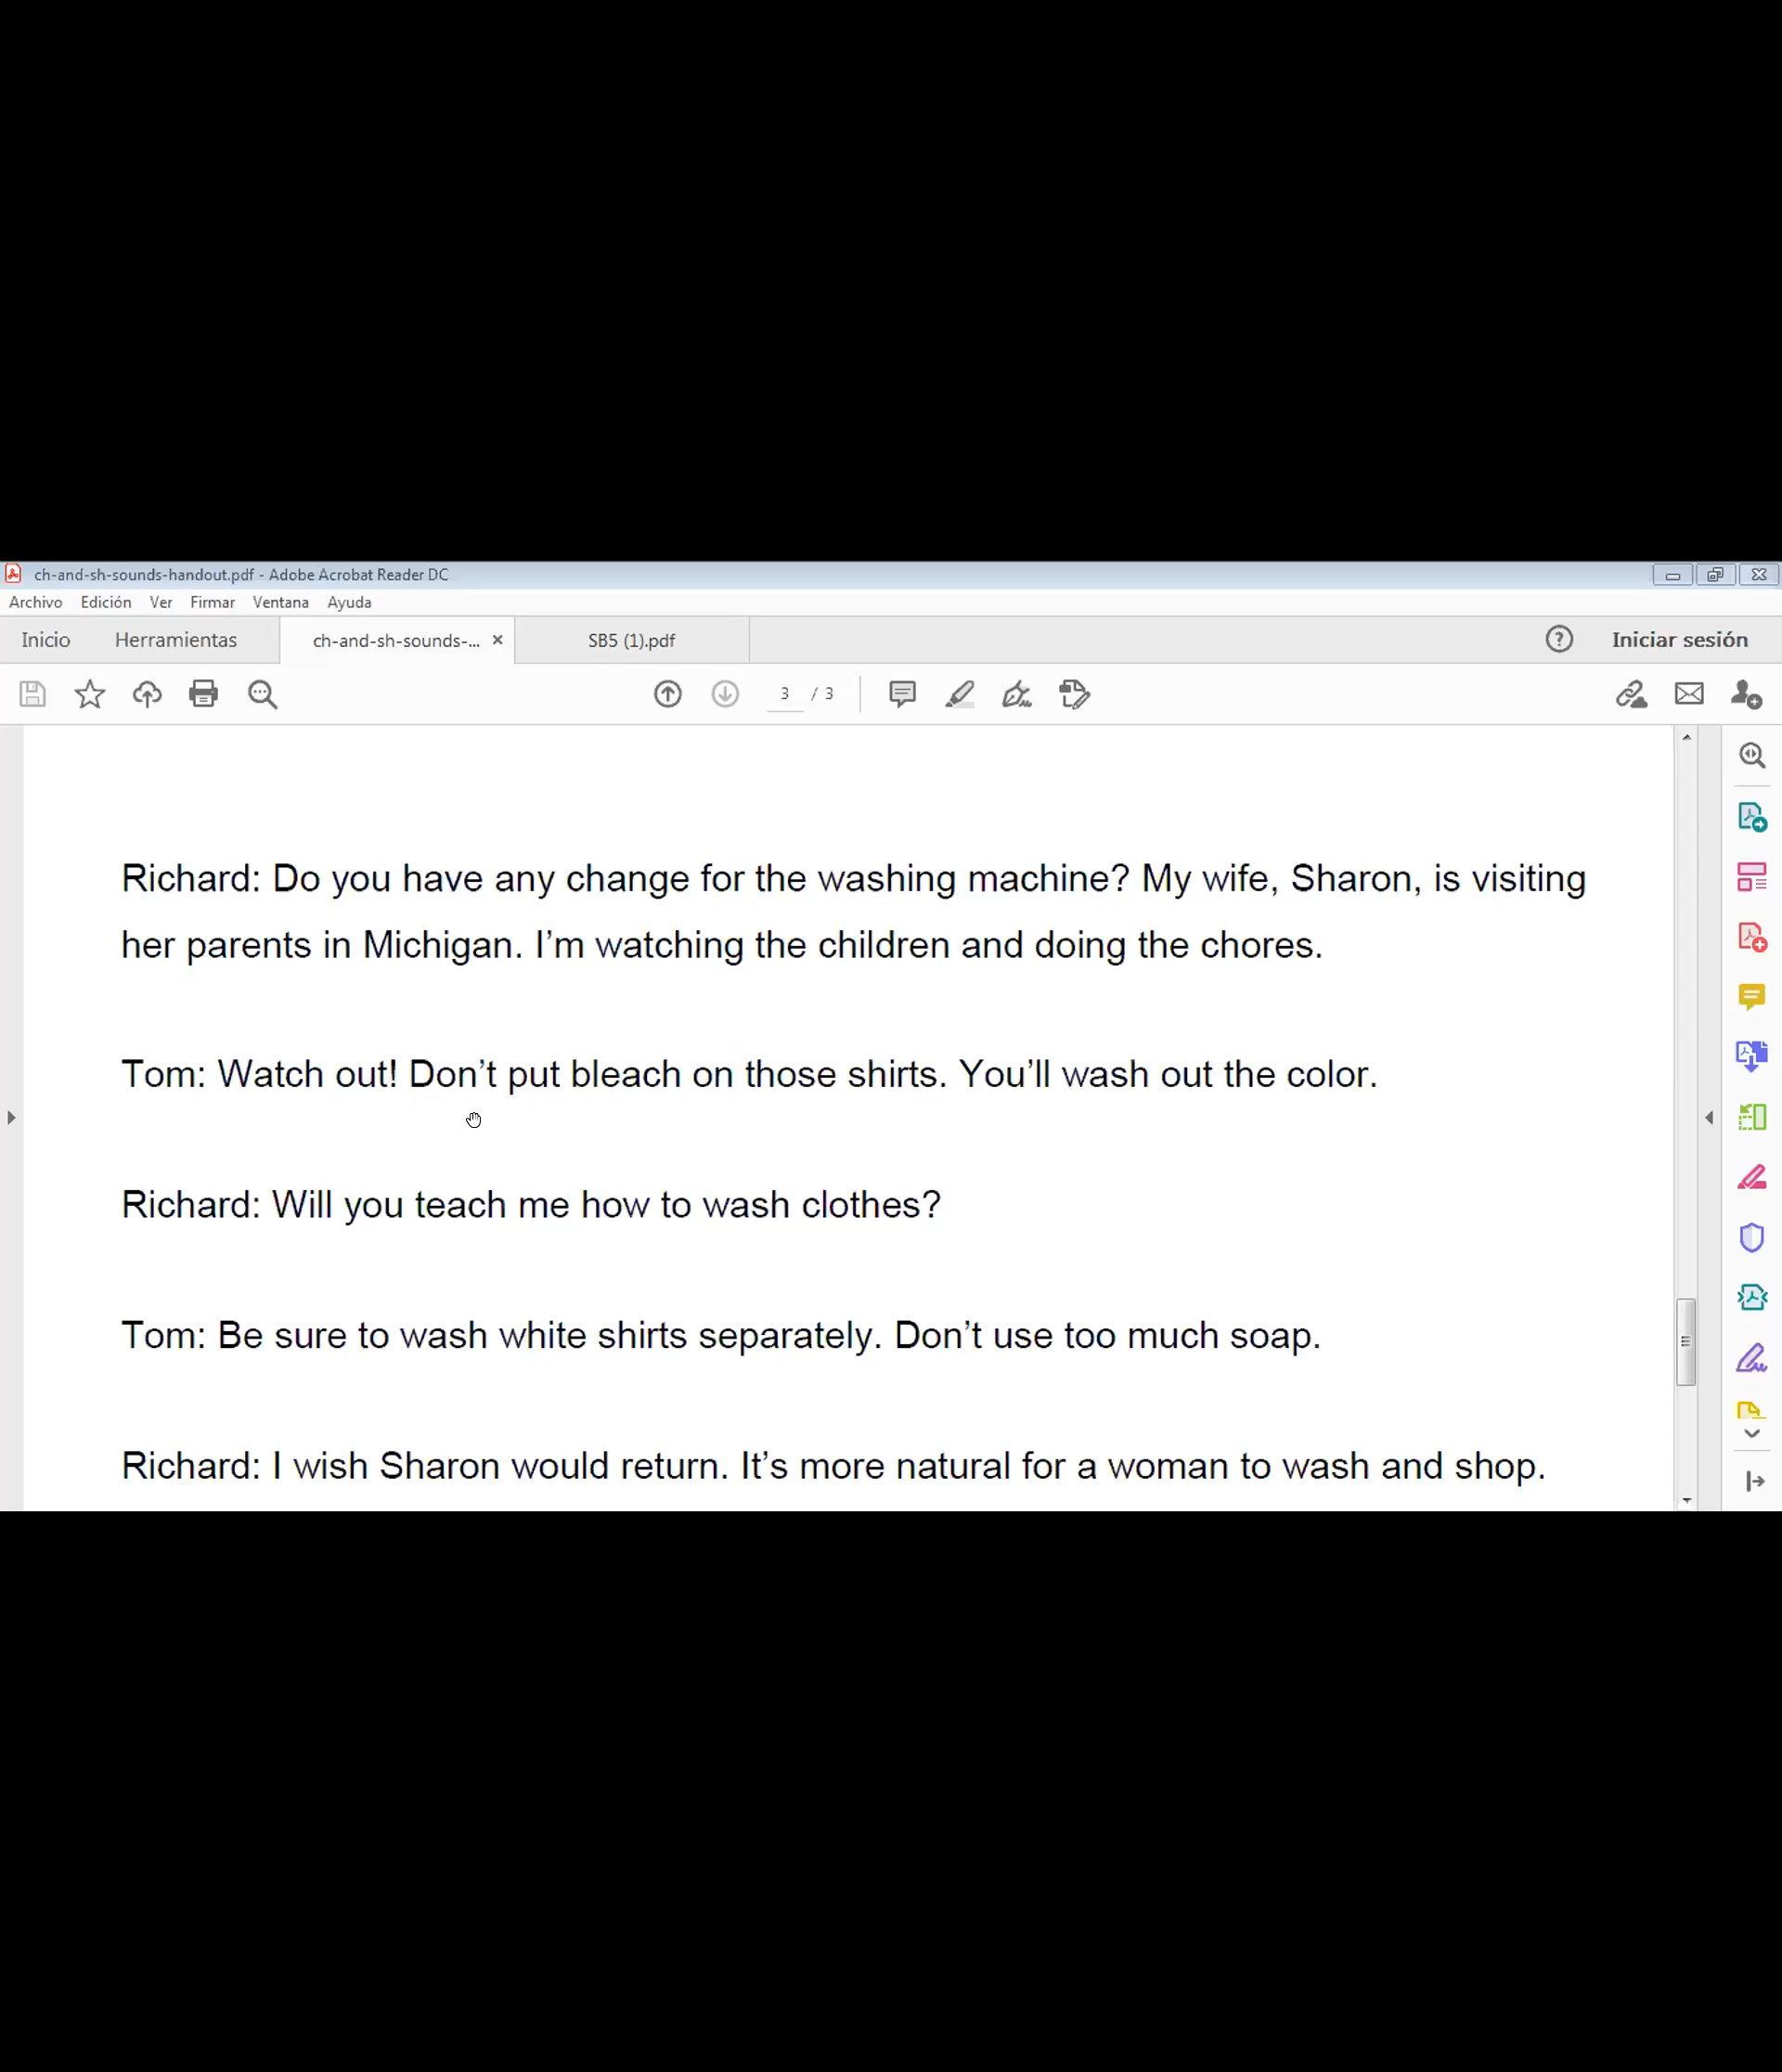 ch-and-sh-sounds-handout.pdf - Adobe Acrobat Reader DC
Archivo Edición Ver Firmar Ventana Ayuda
Inicio Herramientas ch-and-sh-sounds-... × SB5 (1).pdf ? Iniciar sesión
3 / 3
Richard: Do you have any change for the washing machine? My wife, Sharon, is visiting
her parents in Michigan. I'm watching the children and doing the chores.
Tom: Watch out! Don't put bleach on those shirts. You'll wash out the color.
Richard: Will you teach me how to wash clothes?
Tom: Be sure to wash white shirts separately. Don't use too much soap.
Richard: I wish Sharon would return. It's more natural for a woman to wash and shop.